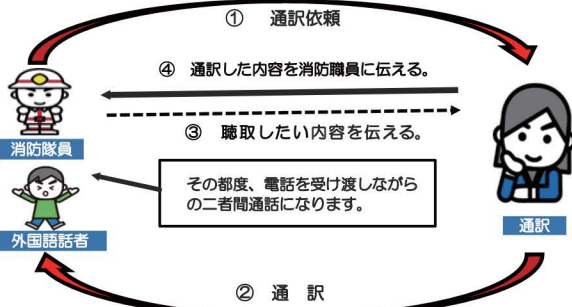 ① 通訳依頼
④ 通訳した内容を消防職員に伝える。
③ 聴取したい内容を伝える。
消防隊員
その都度、電話を受け渡しながら
の二者間通話になります。
外国語話者
通訳
② 通 訳